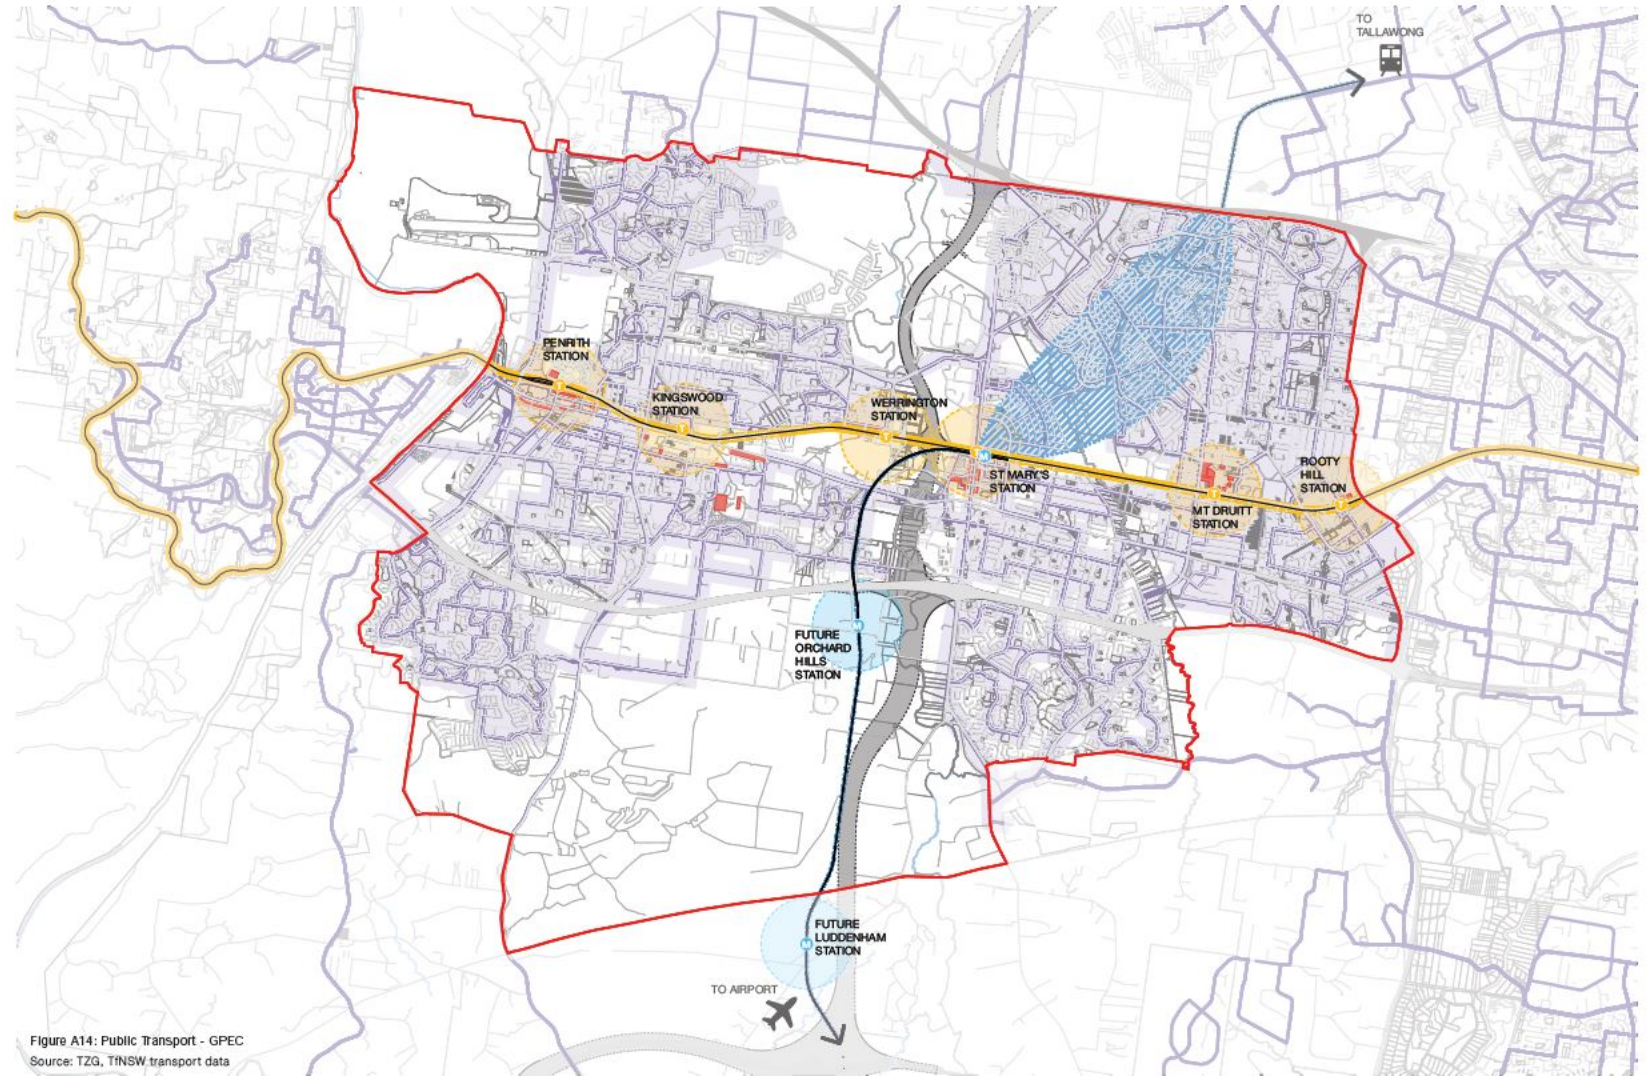 TO
TALLAWONG
PENRITH
STATION
KINGSWOOD
STATION
WERRINGTON
STATION
ST MARY'S
STATION
ROOTY
HILL
STATION
MT DRUITT
STATION
FUTURE
ORCHARD
HILLS
STATION
FUTURE
LUDDENHAM
STATION
TO AIRPORT
Figure A14: Public Transport - GPEC
Source: TZG, TfNSW transport data
T
T
T
M
T
T
M
M